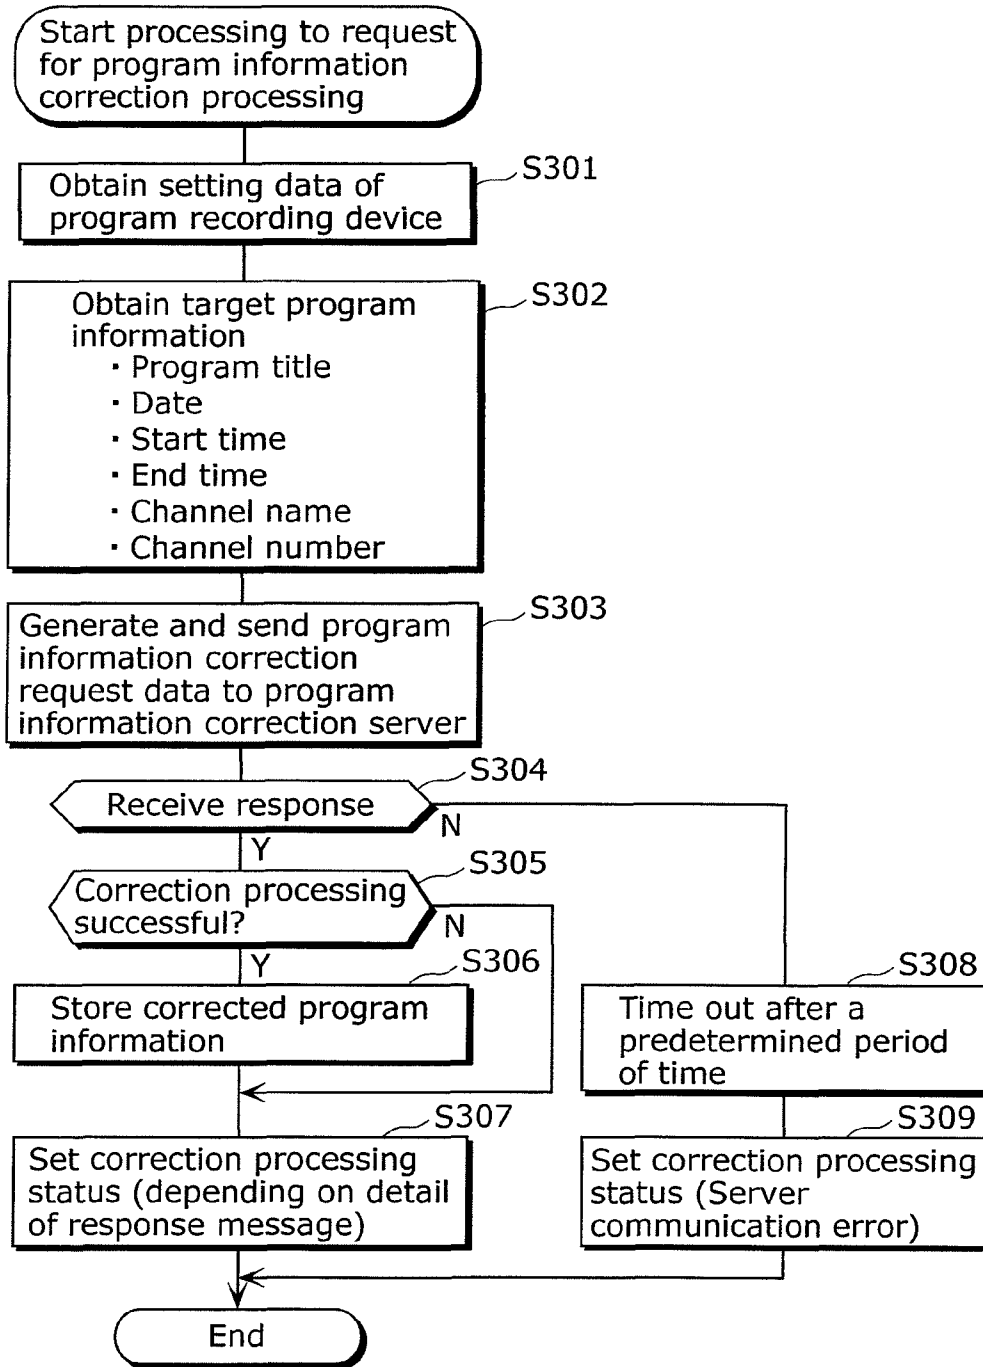 Start processing to request
for program information
correction processing
S301
Obtain setting data of
program recording device
S302
Obtain target program
information
・Program title
・Date
・Start time
・End time
・Channel name
・Channel number
S303
Generate and send program
information correction
request data to program
information correction server
S304
Receive response
N
Y
S305
Correction processing
successful?
N
Y
S306
Store corrected program
information
S308
Time out after a
predetermined period
of time
S307
Set correction processing
status (depending on detail
of response message)
S309
Set correction processing
status (Server
communication error)
End